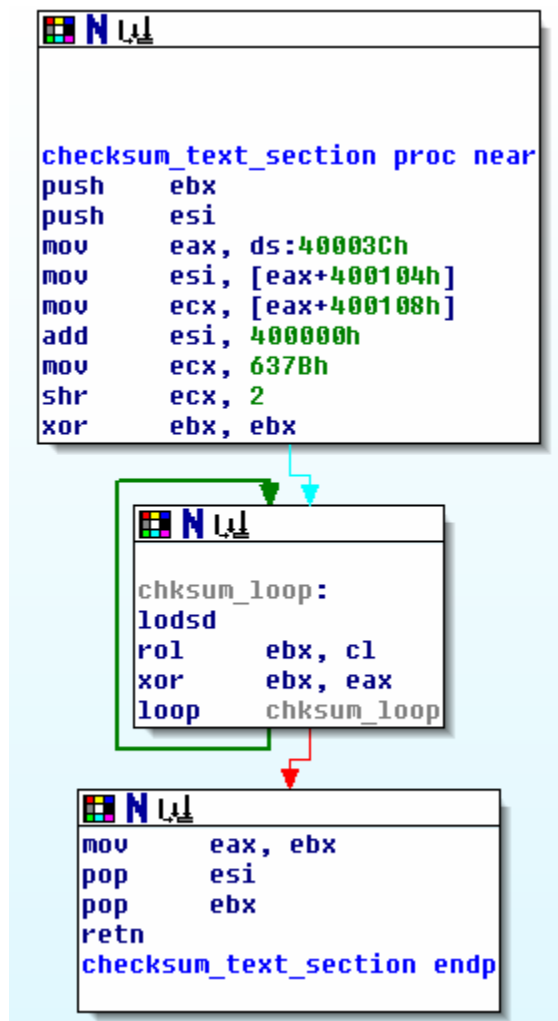 checksum_text_section proc near
push ebx
push esi
mov eax, ds:40003Ch
mov esi, [eax+400104h]
mov ecx, [eax+400108h]
add esi, 400000h
mov ecx, 637Bh
shr ecx, 2
xor ebx, ebx
chksum_loop:
lodsd
rol ebx, cl
xor ebx, eax
loop chksum_loop
mov eax, ebx
pop esi
pop ebx
retn
checksum_text_section endp